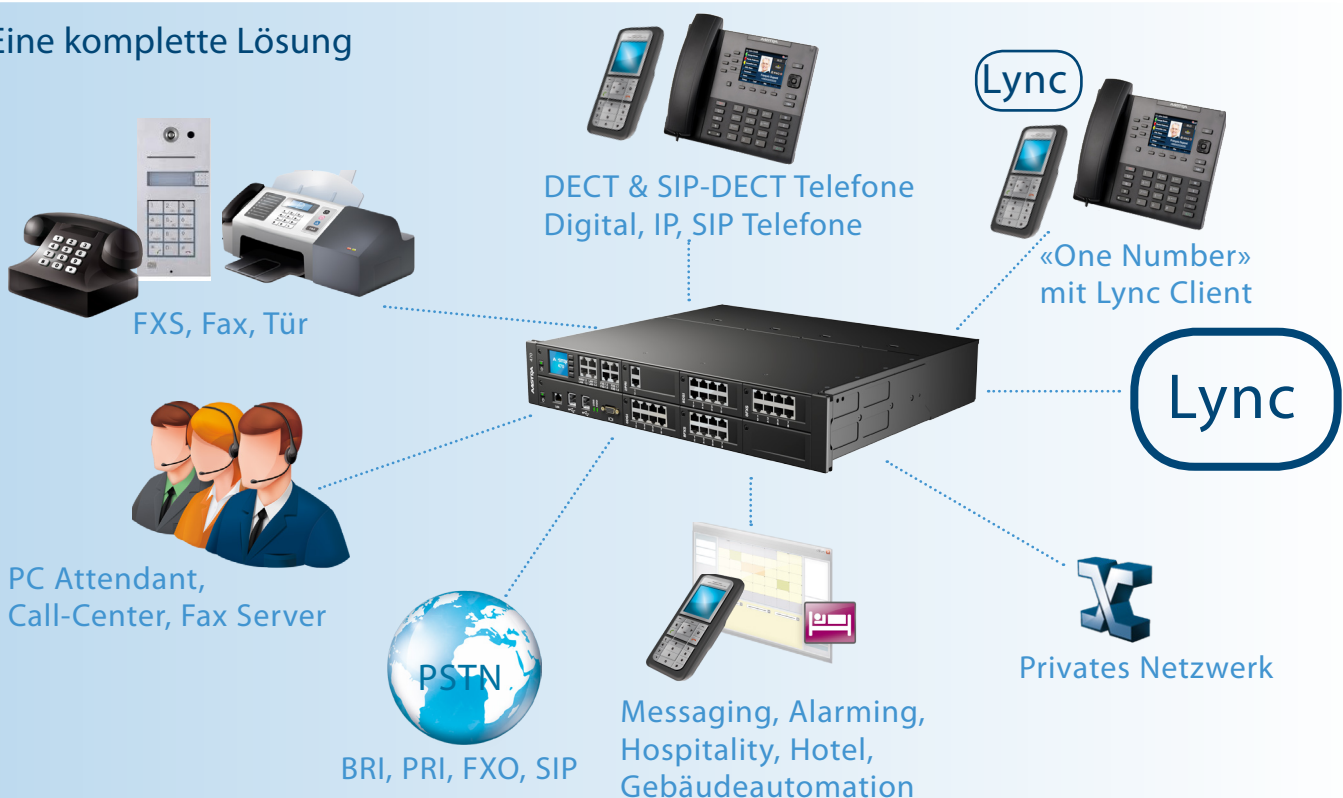 Eine komplette Lösung
Lync
DECT & SIP-DECT Telefone
Digital, IP, SIP Telefone
«One Number»
mit Lync Client
FXS, Fax, Tür
Lync
PC Attendant,
Call-Center, Fax Server
PSTN
BRI, PRI, FXO, SIP
Messaging, Alarming,
Hospitality, Hotel,
Gebäudeautomation
Privates Netzwerk